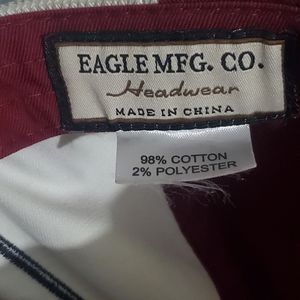 EAGLE MFG. CO.
Headwear
MADE IN CHINA
98% COTTON
2% POLYESTER